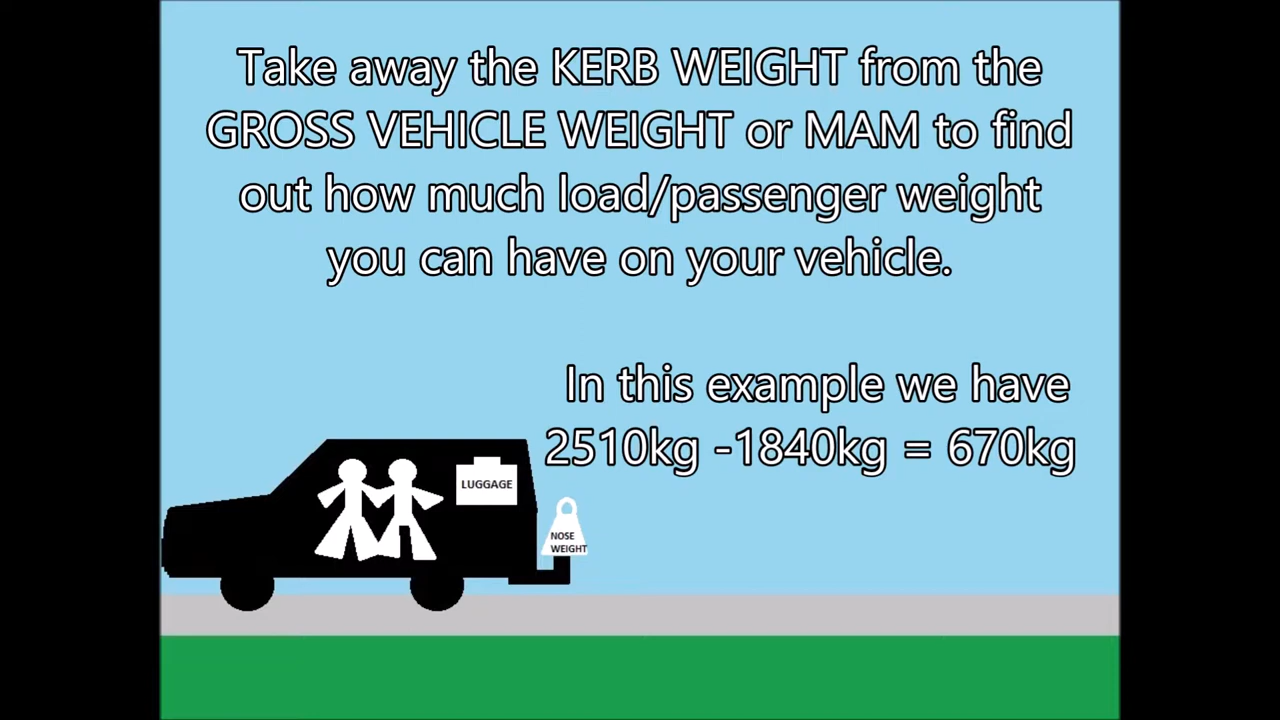 Take away the KERB WEIGHT from the
GROSS VEHICLE WEIGHT or MAM to find
out how much load/passenger weight
you can have on your vehicle.
In this example we have
2510kg -1840kg = 670kg
LUGGAGE
NOSE
WEIGHT